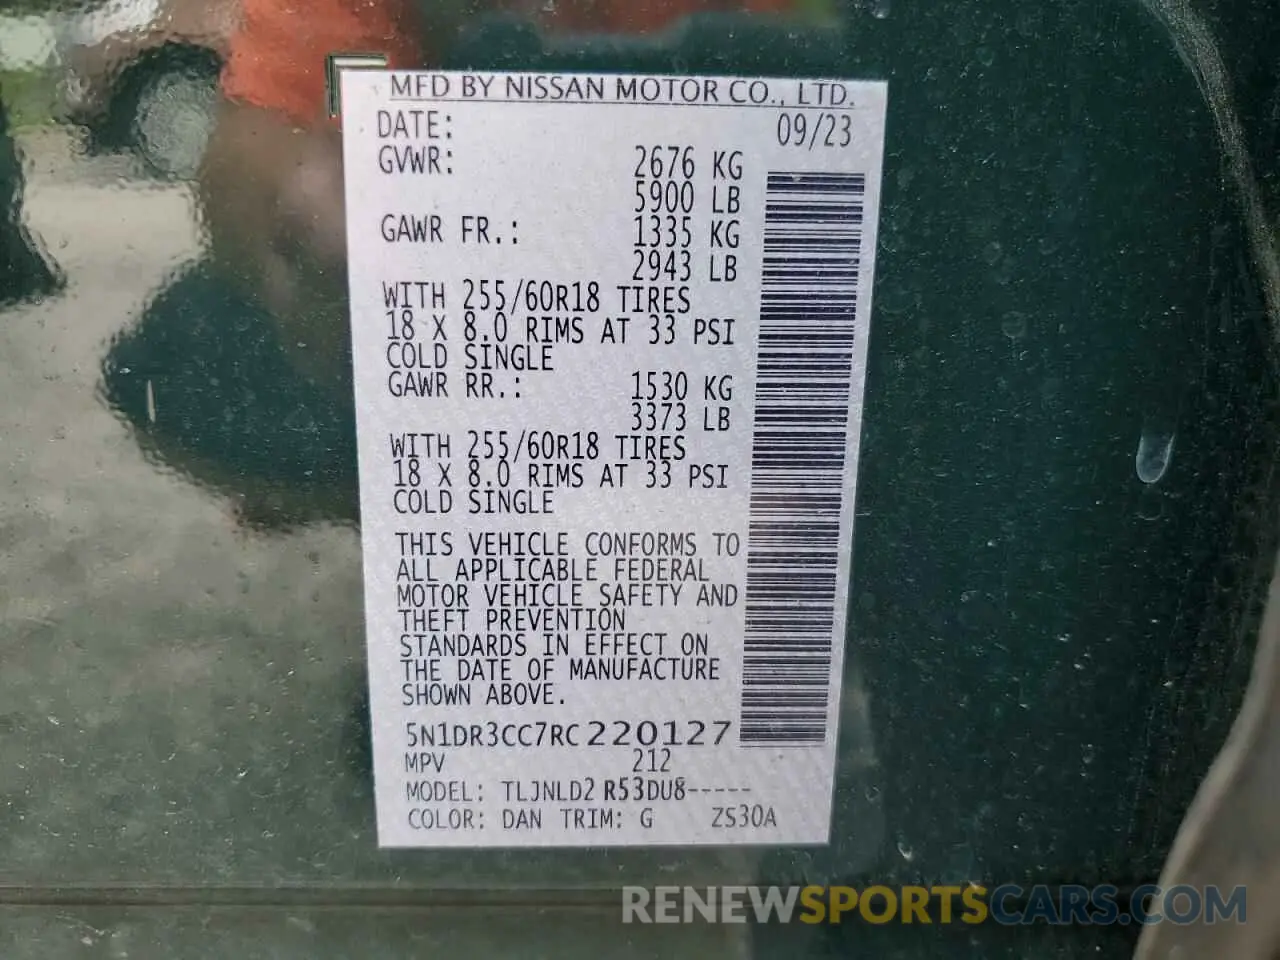 MFD BY NISSAN MOTOR CO., LTD.
DATE: 09/23
GVWR: 2676 KG
5900 LB
GAWR FR.: 1335 KG
2943 LB
WITH 255/60R18 TIRES
18 X 8.0 RIMS AT 33 PSI
COLD SINGLE
GAWR RR.: 1530 KG
3373 LB
WITH 255/60R18 TIRES
18 X 8.0 RIMS AT 33 PSI
COLD SINGLE
THIS VEHICLE CONFORMS TO
ALL APPLICABLE FEDERAL
MOTOR VEHICLE SAFETY AND
THEFT PREVENTION
STANDARDS IN EFFECT ON
THE DATE OF MANUFACTURE
SHOWN ABOVE.
5N1DR3CC7RC220127
MPV 212
MODEL: TLJNLD2 R53DU8-----
COLOR: DAN TRIM: G ZS30A
RENEWSPORTSCARS.COM